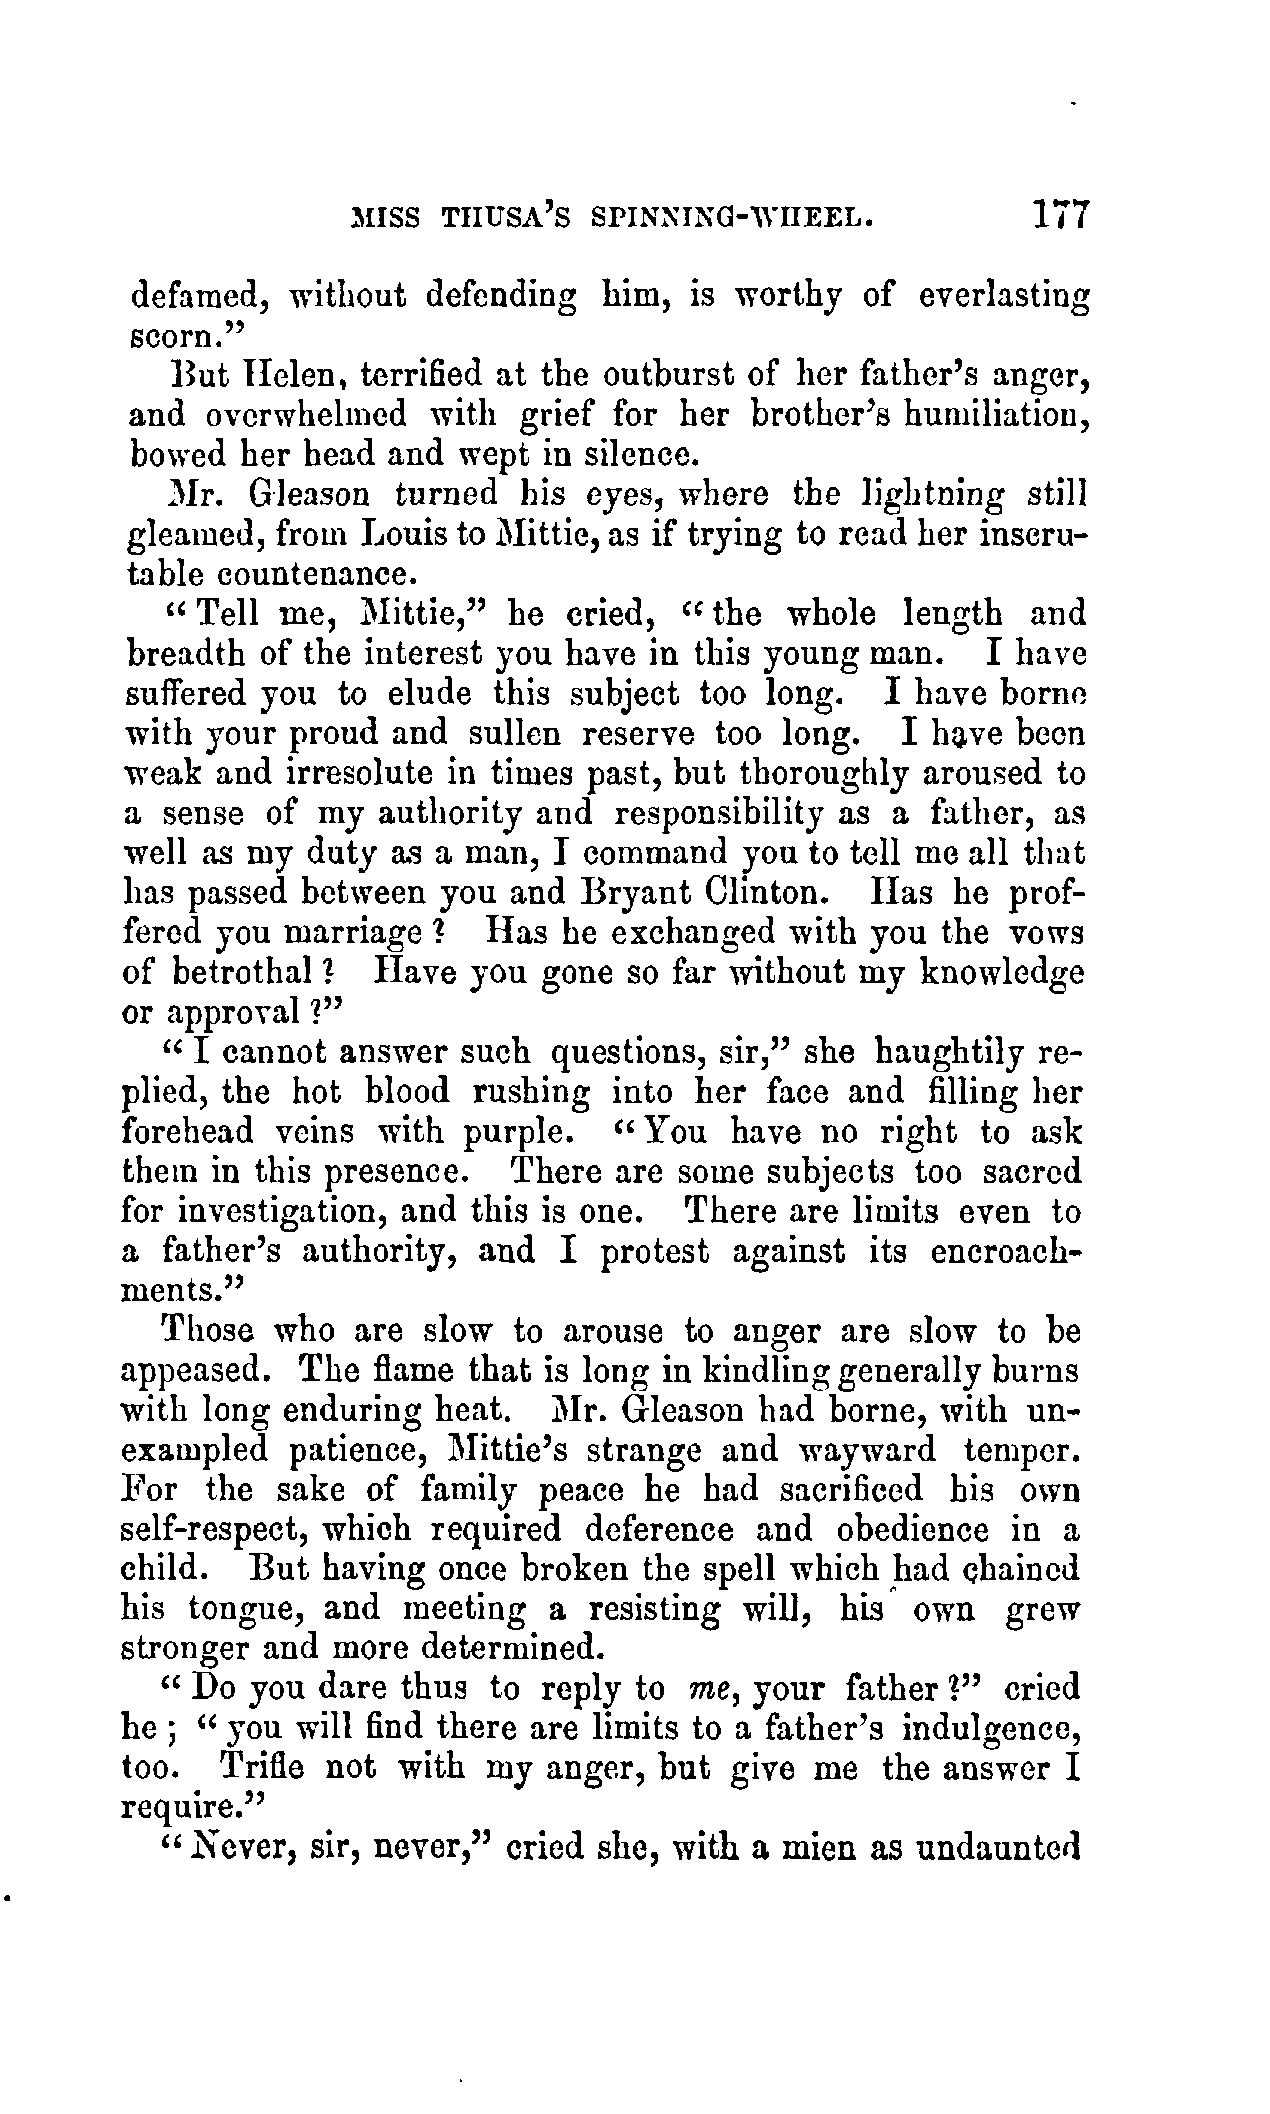 MISS THUSA'S SPINNING-WHEEL. 177
defamed, without defending him, is worthy of everlasting
scorn."
But Helen, terrified at the outburst of her father's anger,
and overwhelmed with grief for her brother's humiliation,
bowed her head and wept in silence.
Mr. Gleason turned his eyes, where the lightning still
gleamed, from Louis to Mittie, as if trying to read her inscru-
table countenance.
"Tell me, Mittie," he cried, "the whole length and
breadth of the interest you have in this young man. I have
suffered you to elude this subject too long. I have borne
with your proud and sullen reserve too long. I have been
weak and irresolute in times past, but thoroughly aroused to
a sense of my authority and responsibility as a father, as
well as my duty as a man, I command you to tell me all that
has passed between you and Bryant Clinton. Has he prof-
fered you marriage? Has he exchanged with you the vows
of betrothal? Have you gone so far without my knowledge
or approval?"
"I cannot answer such questions, sir," she haughtily re-
plied, the hot blood rushing into her face and filling her
forehead veins with purple. "You have no right to ask
them in this presence. There are some subjects too sacred
for investigation, and this is one. There are limits even to
a father's authority, and I protest against its encroach-
ments."
Those who are slow to arouse to anger are slow to be
appeased. The flame that is long in kindling generally burns
with long enduring heat. Mr. Gleason had borne, with un-
exampled patience, Mittie's strange and wayward temper.
For the sake of family peace he had sacrificed his own
self-respect, which required deference and obedience in a
child. But having once broken the spell which had chained
his tongue, and meeting a resisting will, his own grew
stronger and more determined.
"Do you dare thus to reply to me, your father?" cried
he; "you will find there are limits to a father's indulgence,
too. Trifle not with my anger, but give me the answer I
require."
"Never, sir, never," cried she, with a mien as undaunted